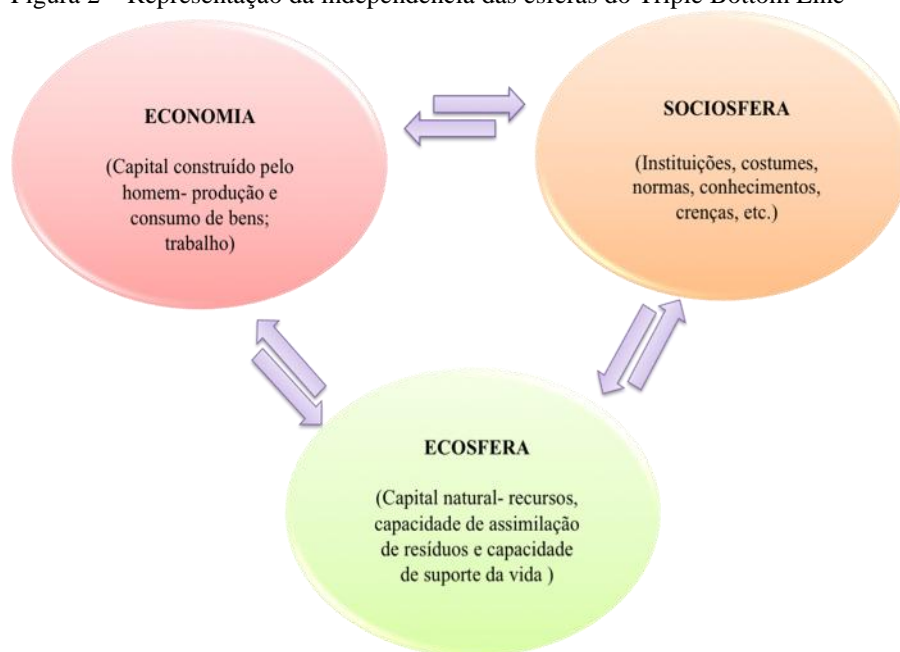 Figura 2 – Representação da independência das esferas do Triple Bottom Line
ECONOMIA
(Capital construído pelo
homem- produção e
consumo de bens;
trabalho)
SOCIOSFERA
(Instituições, costumes,
normas, conhecimentos,
crenças, etc.)
ECOSFERA
(Capital natural- recursos,
capacidade de assimilação
de resíduos e capacidade
de suporte da vida )